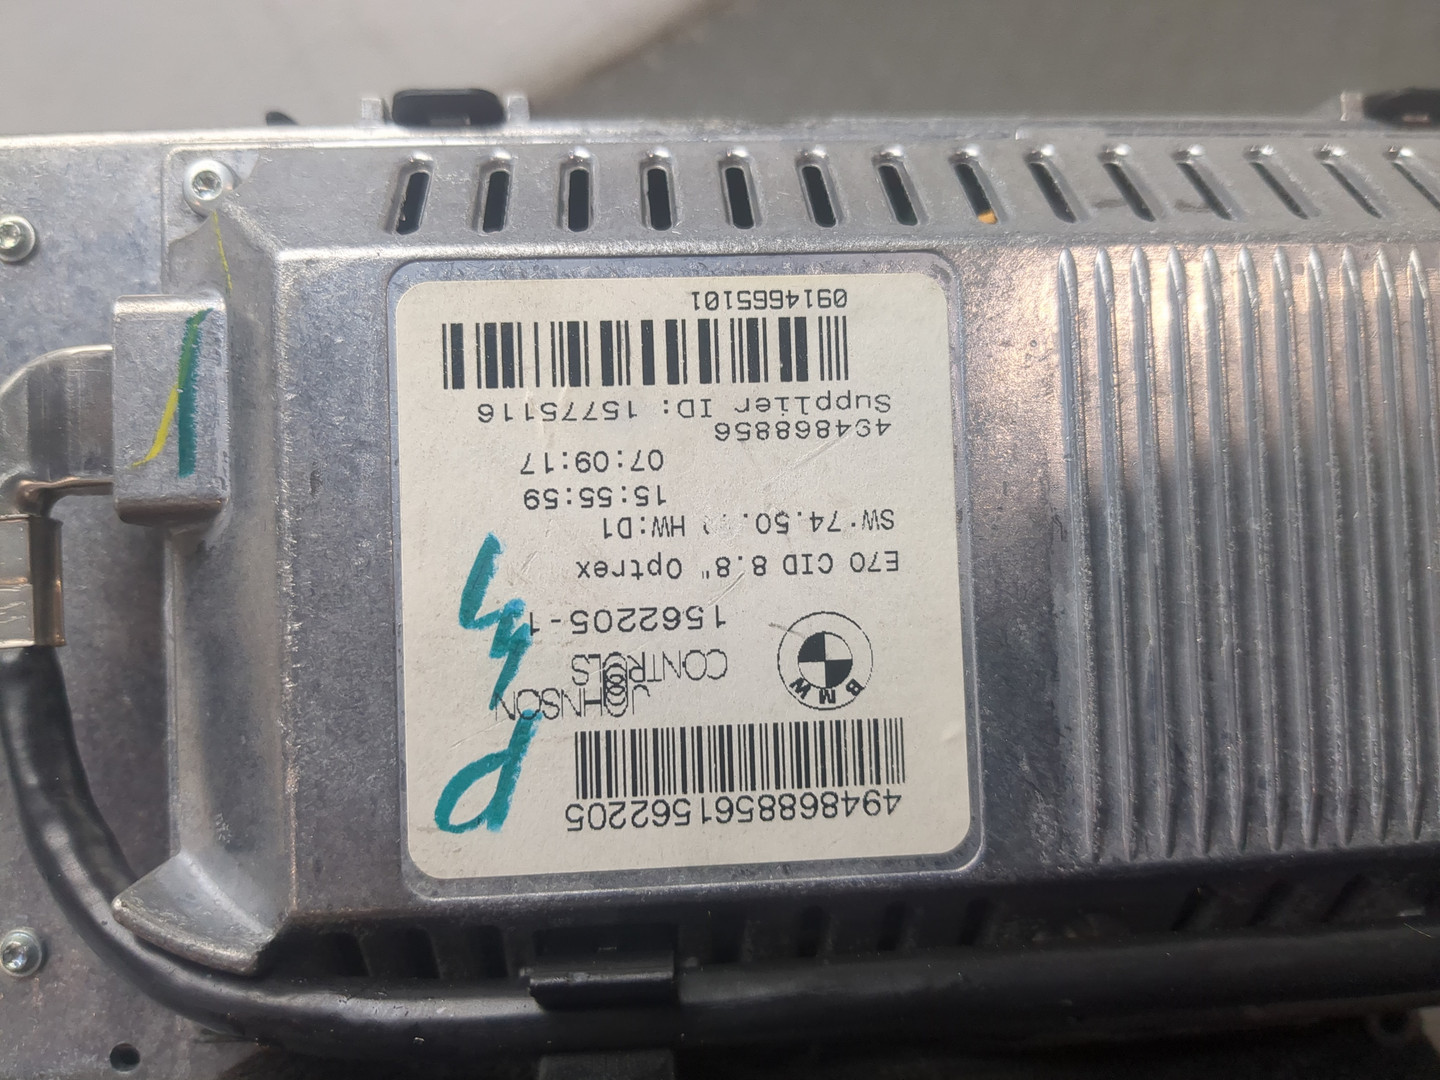 4948688561562205
JOHNSON
CONTROLS
BMW
1562205-1
E70 CID 8.8" Optrex
SW:74.50. HW:D1
15:55:59
07:09:17
494868856
Supplier ID: 15775116
0914665101